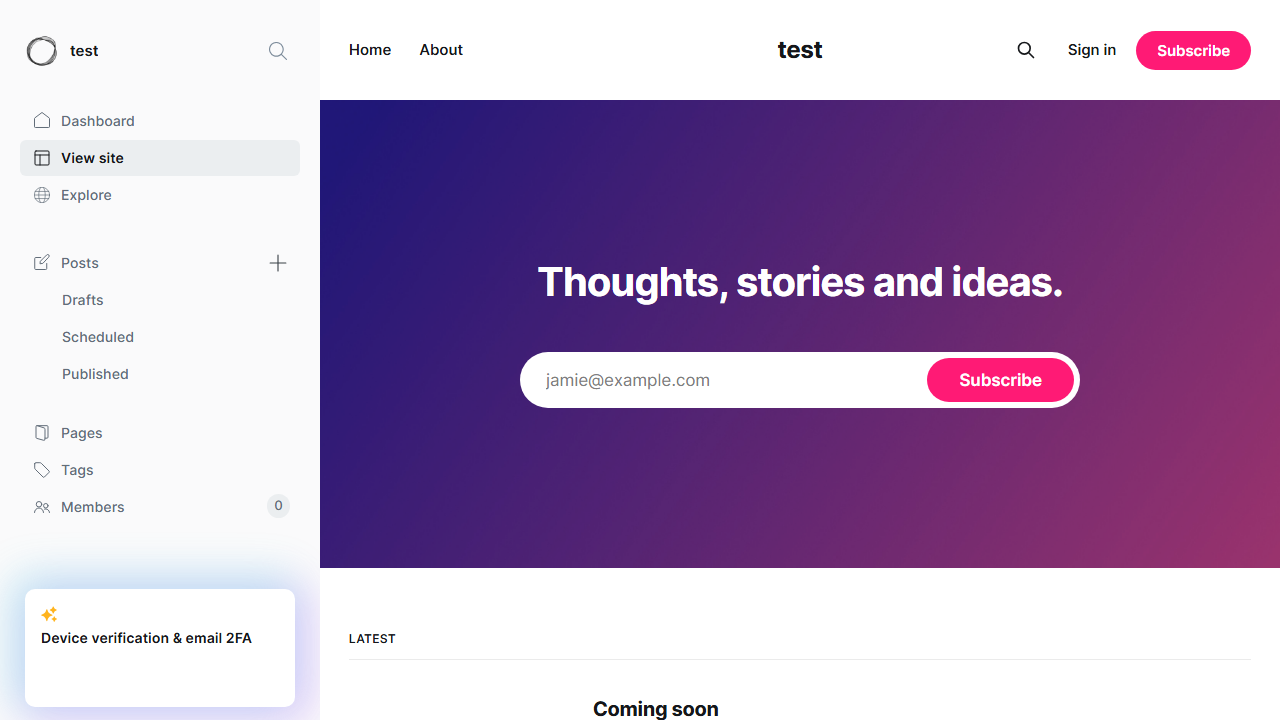 test
Dashboard
View site
Explore
Posts
Drafts
Scheduled
Published
Pages
Tags
Members 0
Device verification & email 2FA
Home About test Sign in Subscribe
Thoughts, stories and ideas.
jamie@example.com Subscribe
LATEST
Coming soon